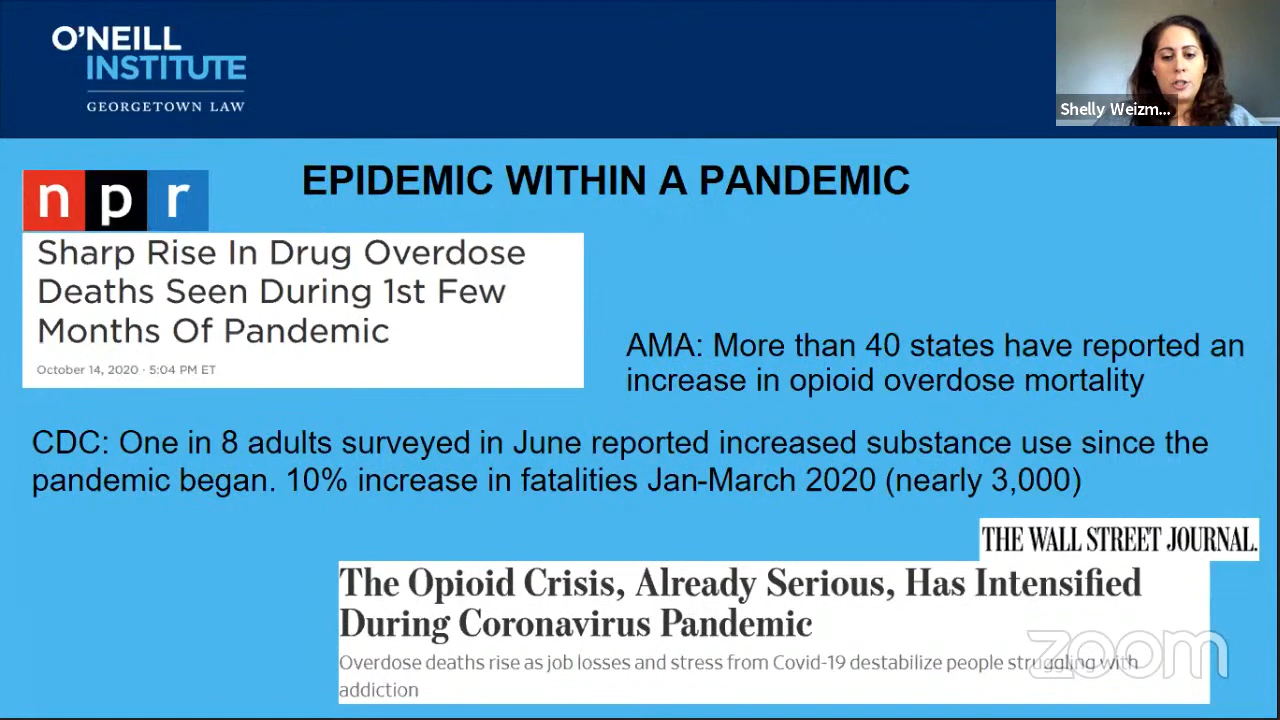 O'NEILL
INSTITUTE
GEORGETOWN LAW
Shelly Weizm...
EPIDEMIC WITHIN A PANDEMIC
npr
Sharp Rise In Drug Overdose
Deaths Seen During 1st Few
Months Of Pandemic
October 14, 2020 · 5:04 PM ET
AMA: More than 40 states have reported an
increase in opioid overdose mortality
CDC: One in 8 adults surveyed in June reported increased substance use since the
pandemic began. 10% increase in fatalities Jan-March 2020 (nearly 3,000)
THE WALL STREET JOURNAL.
The Opioid Crisis, Already Serious, Has Intensified
During Coronavirus Pandemic
Overdose deaths rise as job losses and stress from Covid-19 destabilize people struggling with
addiction
zoom